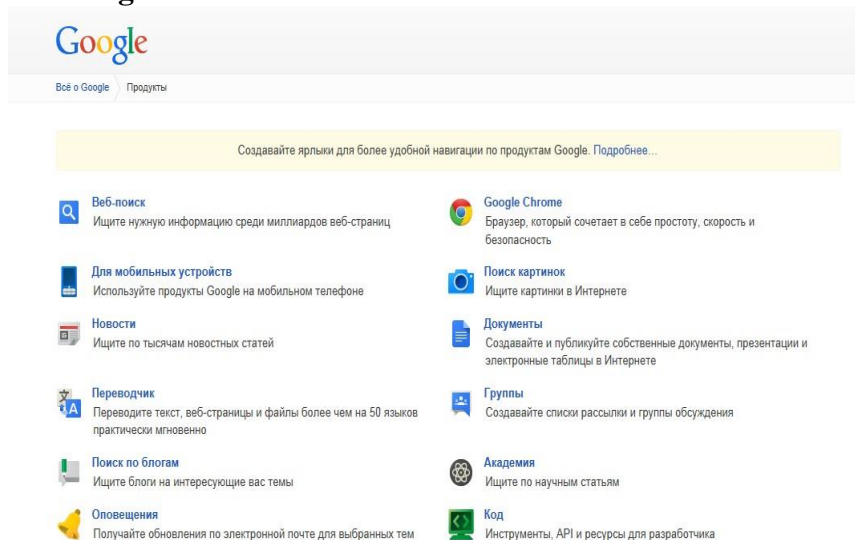 Google
Всё о Google Продукты
Создавайте ярлыки для более удобной навигации по продуктам Google. Подробнее…
Веб-поиск
Ищите нужную информацию среди миллиардов веб-страниц
Google Chrome
Браузер, который сочетает в себе простоту, скорость и
безопасность
Для мобильных устройств
Используйте продукты Google на мобильном телефоне
Поиск картинок
Ищите картинки в Интернете
Новости
Ищите по тысячам новостных статей
Документы
Создавайте и публикуйте собственные документы, презентации и
электронные таблицы в Интернете
Переводчик
Переводите текст, веб-страницы и файлы более чем на 50 языков
практически мгновенно
Группы
Создавайте списки рассылки и группы обсуждения
Поиск по блогам
Ищите блоги на интересующие вас темы
Академия
Ищите по научным статьям
Оповещения
Получайте обновления по электронной почте для выбранных тем
Код
Инструменты, API и ресурсы для разработчика